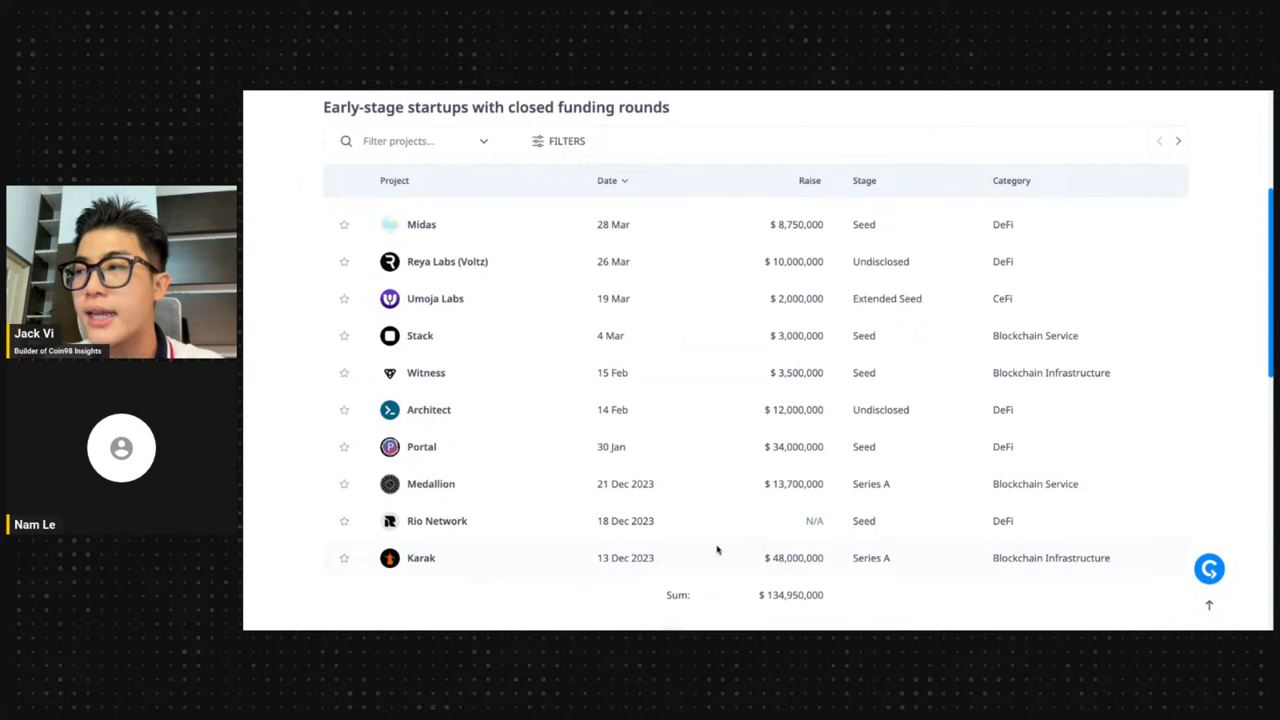 Early-stage startups with closed funding rounds
Filter projects... FILTERS
Project Date Raise Stage Category
Midas 28 Mar $ 8,750,000 Seed DeFi
Reya Labs (Voltz) 26 Mar $ 10,000,000 Undisclosed DeFi
Umoja Labs 19 Mar $ 2,000,000 Extended Seed CeFi
Stack 4 Mar $ 3,000,000 Seed Blockchain Service
Witness 15 Feb $ 3,500,000 Seed Blockchain Infrastructure
Architect 14 Feb $ 12,000,000 Undisclosed DeFi
Portal 30 Jan $ 34,000,000 Seed DeFi
Medallion 21 Dec 2023 $ 13,700,000 Series A Blockchain Service
Rio Network 18 Dec 2023 N/A Seed DeFi
Karak 13 Dec 2023 $ 48,000,000 Series A Blockchain Infrastructure
Sum: $ 134,950,000
Jack Vi
Builder of Coin98 Insights
Nam Le